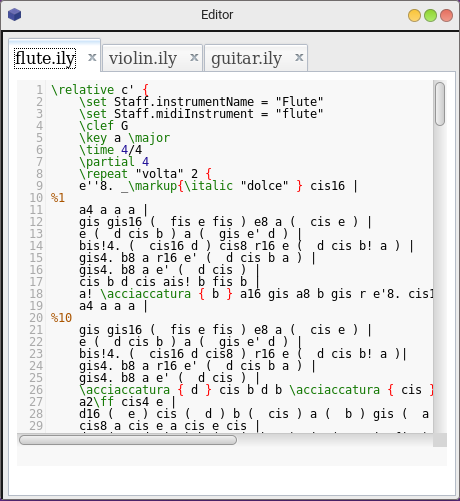 Editor
flute.ily x violin.ily x guitar.ily x
1 \relative c' {
2     \set Staff.instrumentName = "Flute"
3     \set Staff.midiInstrument = "flute"
4     \clef G
5     \key a \major
6     \time 4/4
7     \partial 4
8     \repeat "volta" 2 {
9     e''8. _\markup{\italic "dolce" } cis16 |
10 %1
11     a4 a a a |
12     gis gis16 (  fis e fis ) e8 a (  cis e ) |
13     e (  d cis b ) a (  gis e' d ) |
14     bis!4. (  cis16 d ) cis8 r16 e (  d cis b! a ) |
15     gis4. b8 a r16 e' (  d cis b a ) |
16     gis4. b8 a e' (  d cis ) |
17     cis b d cis ais! b fis b |
18     a! \acciaccatura { b } a16 gis a8 b gis r e'8. cis1
19     a4 a a a |
20 %10
21     gis gis16 (  fis e fis ) e8 a (  cis e ) |
22     e (  d cis b ) a (  gis e' d ) |
23     bis!4. (  cis16 d cis8 ) r16 e (  d cis b! a )|
24     gis4. b8 a r16 e' (  d cis b a ) |
25     gis4. b8 a e' (  d cis ) |
26     \acciaccatura { d } cis b d b \acciaccatura { cis }
27     a2\ff cis4 e |
28     d16 (  e ) cis (  d ) b (  cis ) a (  b ) gis (  a
29     cis8 a cis e a cis e cis |